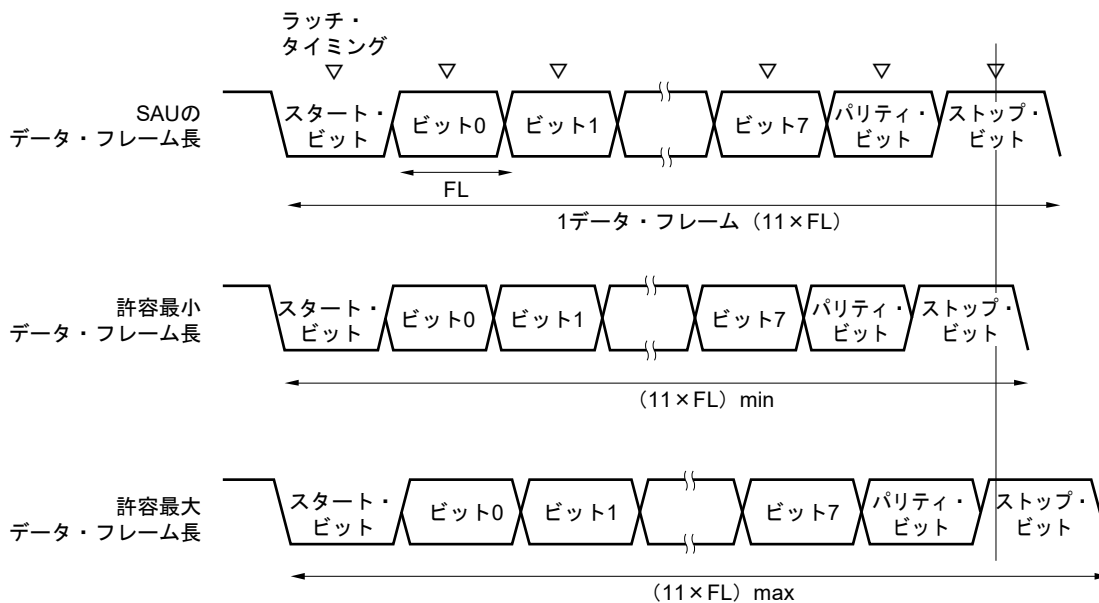 ラッチ・
タイミング
SAUの
データ・フレーム長
スタート・
ビット
ビット0
ビット1
ビット7
パリティ・
ビット
ストップ・
ビット
FL
1データ・フレーム（11×FL）
許容最小
データ・フレーム長
スタート・
ビット
ビット0
ビット1
ビット7
パリティ・
ビット
ストップ・
ビット
（11×FL）min
許容最大
データ・フレーム長
スタート・
ビット
ビット0
ビット1
ビット7
パリティ・
ビット
ストップ・
ビット
（11×FL）max